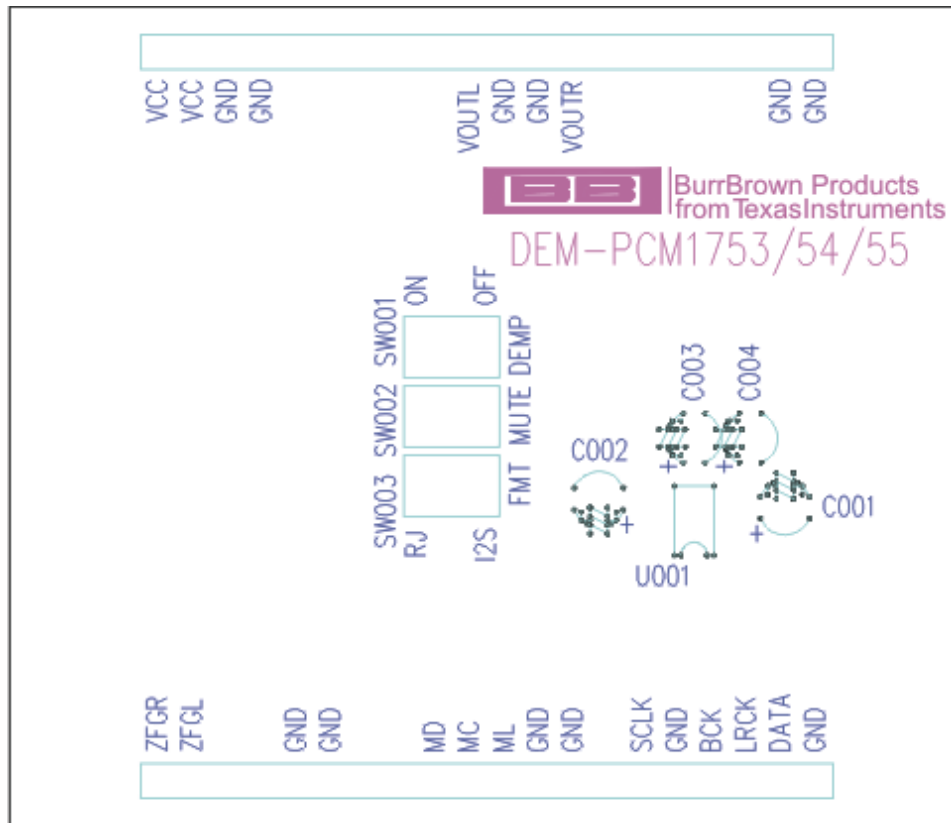 VCC VCC GND GND VOUTL GND GND VOUTR GND GND
BB
BurrBrown Products
from TexasInstruments
DEM-PCM1753/54/55
ON OFF
SW001 DEMP
SW002 MUTE
SW003 FMT
RJ I2S
C003 C004
C002
+ +
+
C001
+
U001
ZFGR ZFGL GND GND MD MC ML GND GND SCLK GND BCK LRCK DATA GND